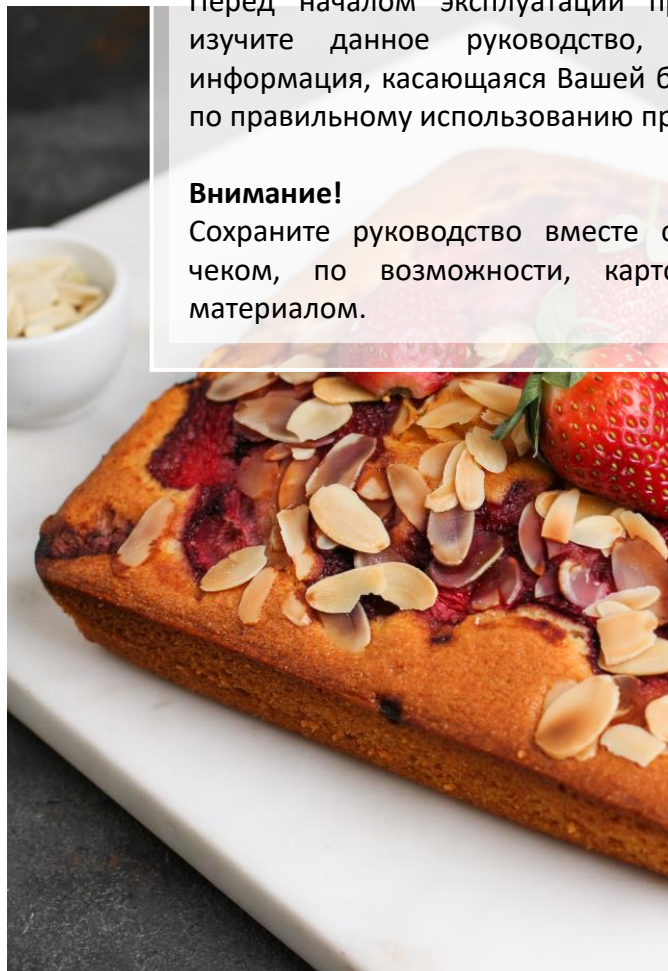 Перед началом эксплуатации
изучите данное руководство,
информация, касающаяся Вашей
по правильному использованию
Внимание!
Сохраните руководство вместе
чеком, по возможности,
материалом.